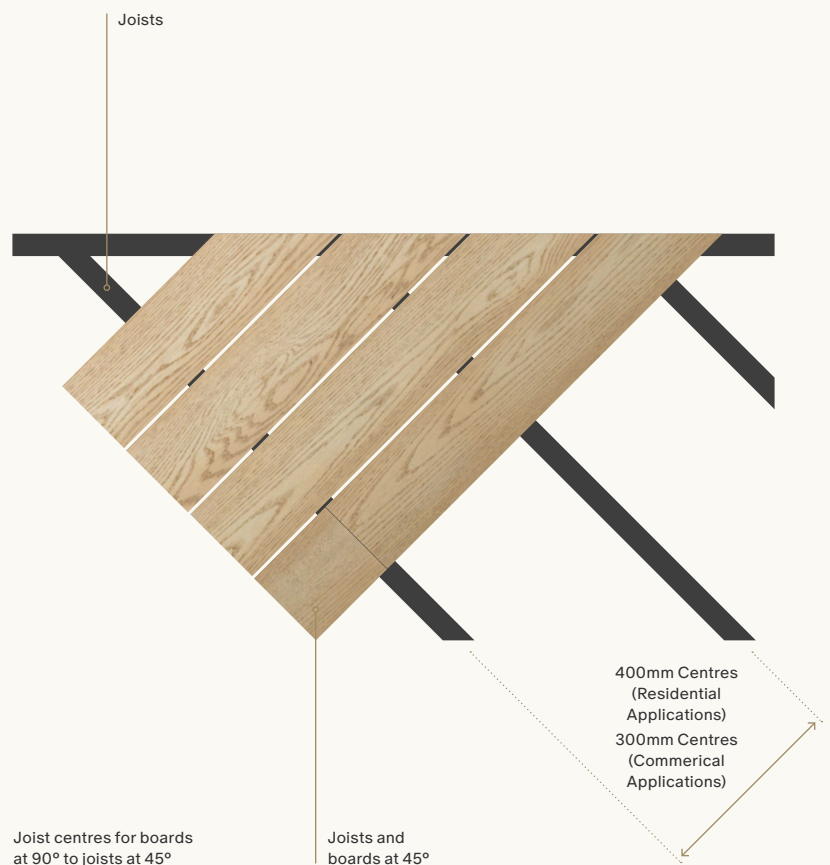 Joists
400mm Centres
(Residential
Applications)
300mm Centres
(Commerical
Applications)
Joist centres for boards
at 90° to joists at 45°
Joists and
boards at 45°